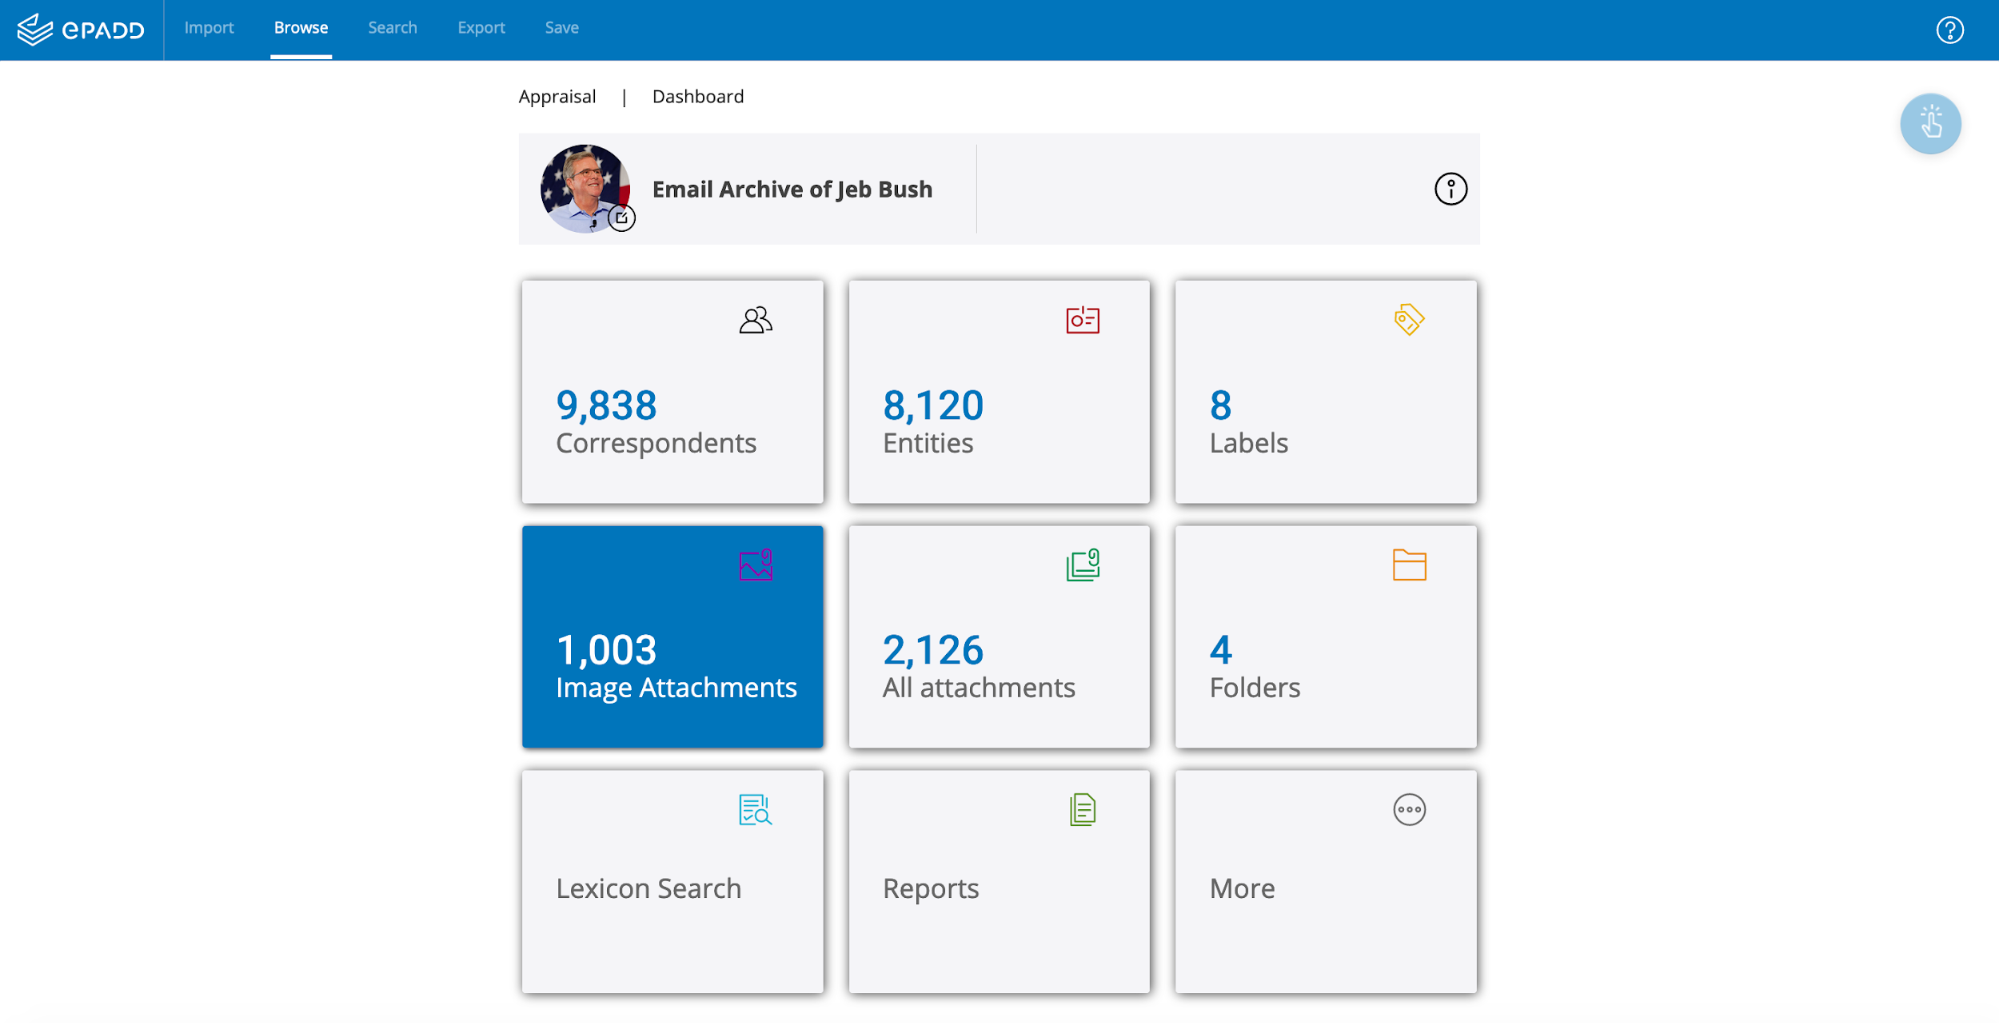 ePADD
Import Browse Search Export Save
Appraisal | Dashboard
Email Archive of Jeb Bush
9,838
Correspondents
8,120
Entities
8
Labels
1,003
Image Attachments
2,126
All attachments
4
Folders
Lexicon Search
Reports
More